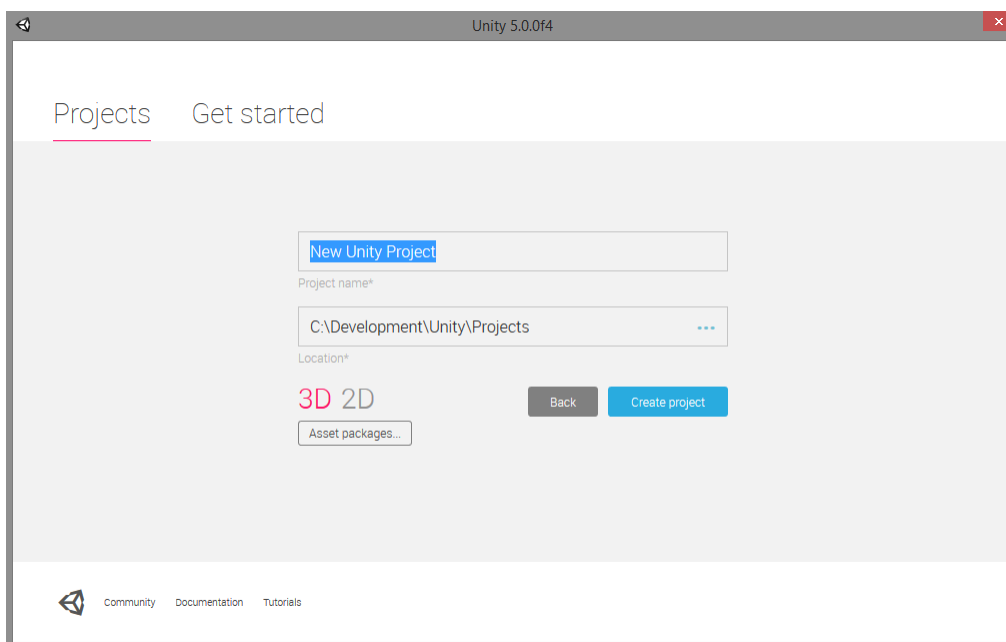 Unity 5.0.0f4
Projects Get started
New Unity Project
Project name*
C:\Development\Unity\Projects
Location*
3D 2D Back Create project
Asset packages...
Community Documentation Tutorials